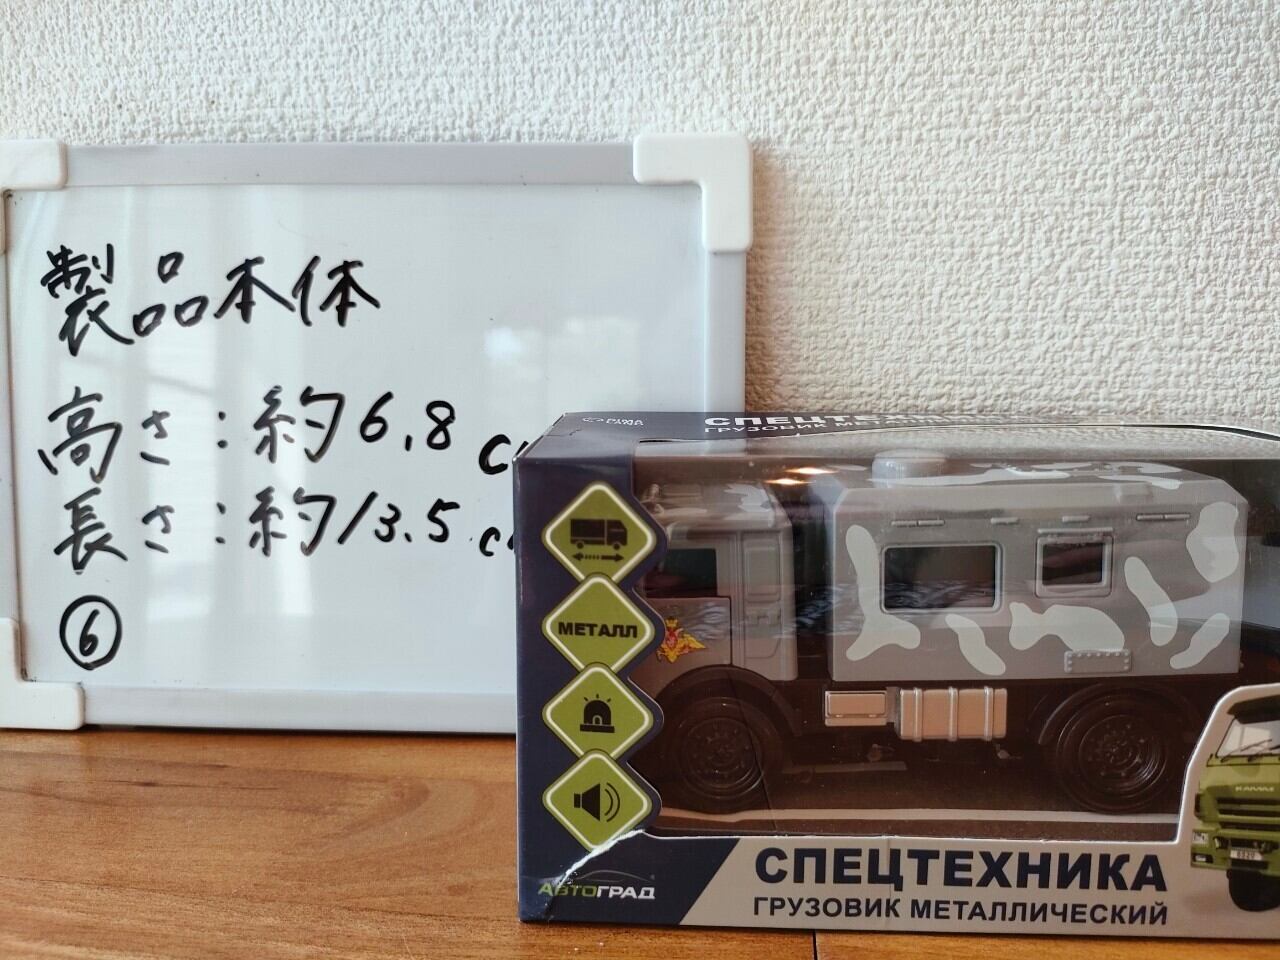 製品本体
高さ:約6.8 c
長さ:約13.5 c
⑥
СПЕЦТЕХНИКА
ГРУЗОВИК МЕТАЛЛИЧЕСКИЙ
МЕТАЛЛ
КАМАЗ
АВТОГРАД
СПЕЦТЕХНИКА
ГРУЗОВИК МЕТАЛЛИЧЕСКИЙ